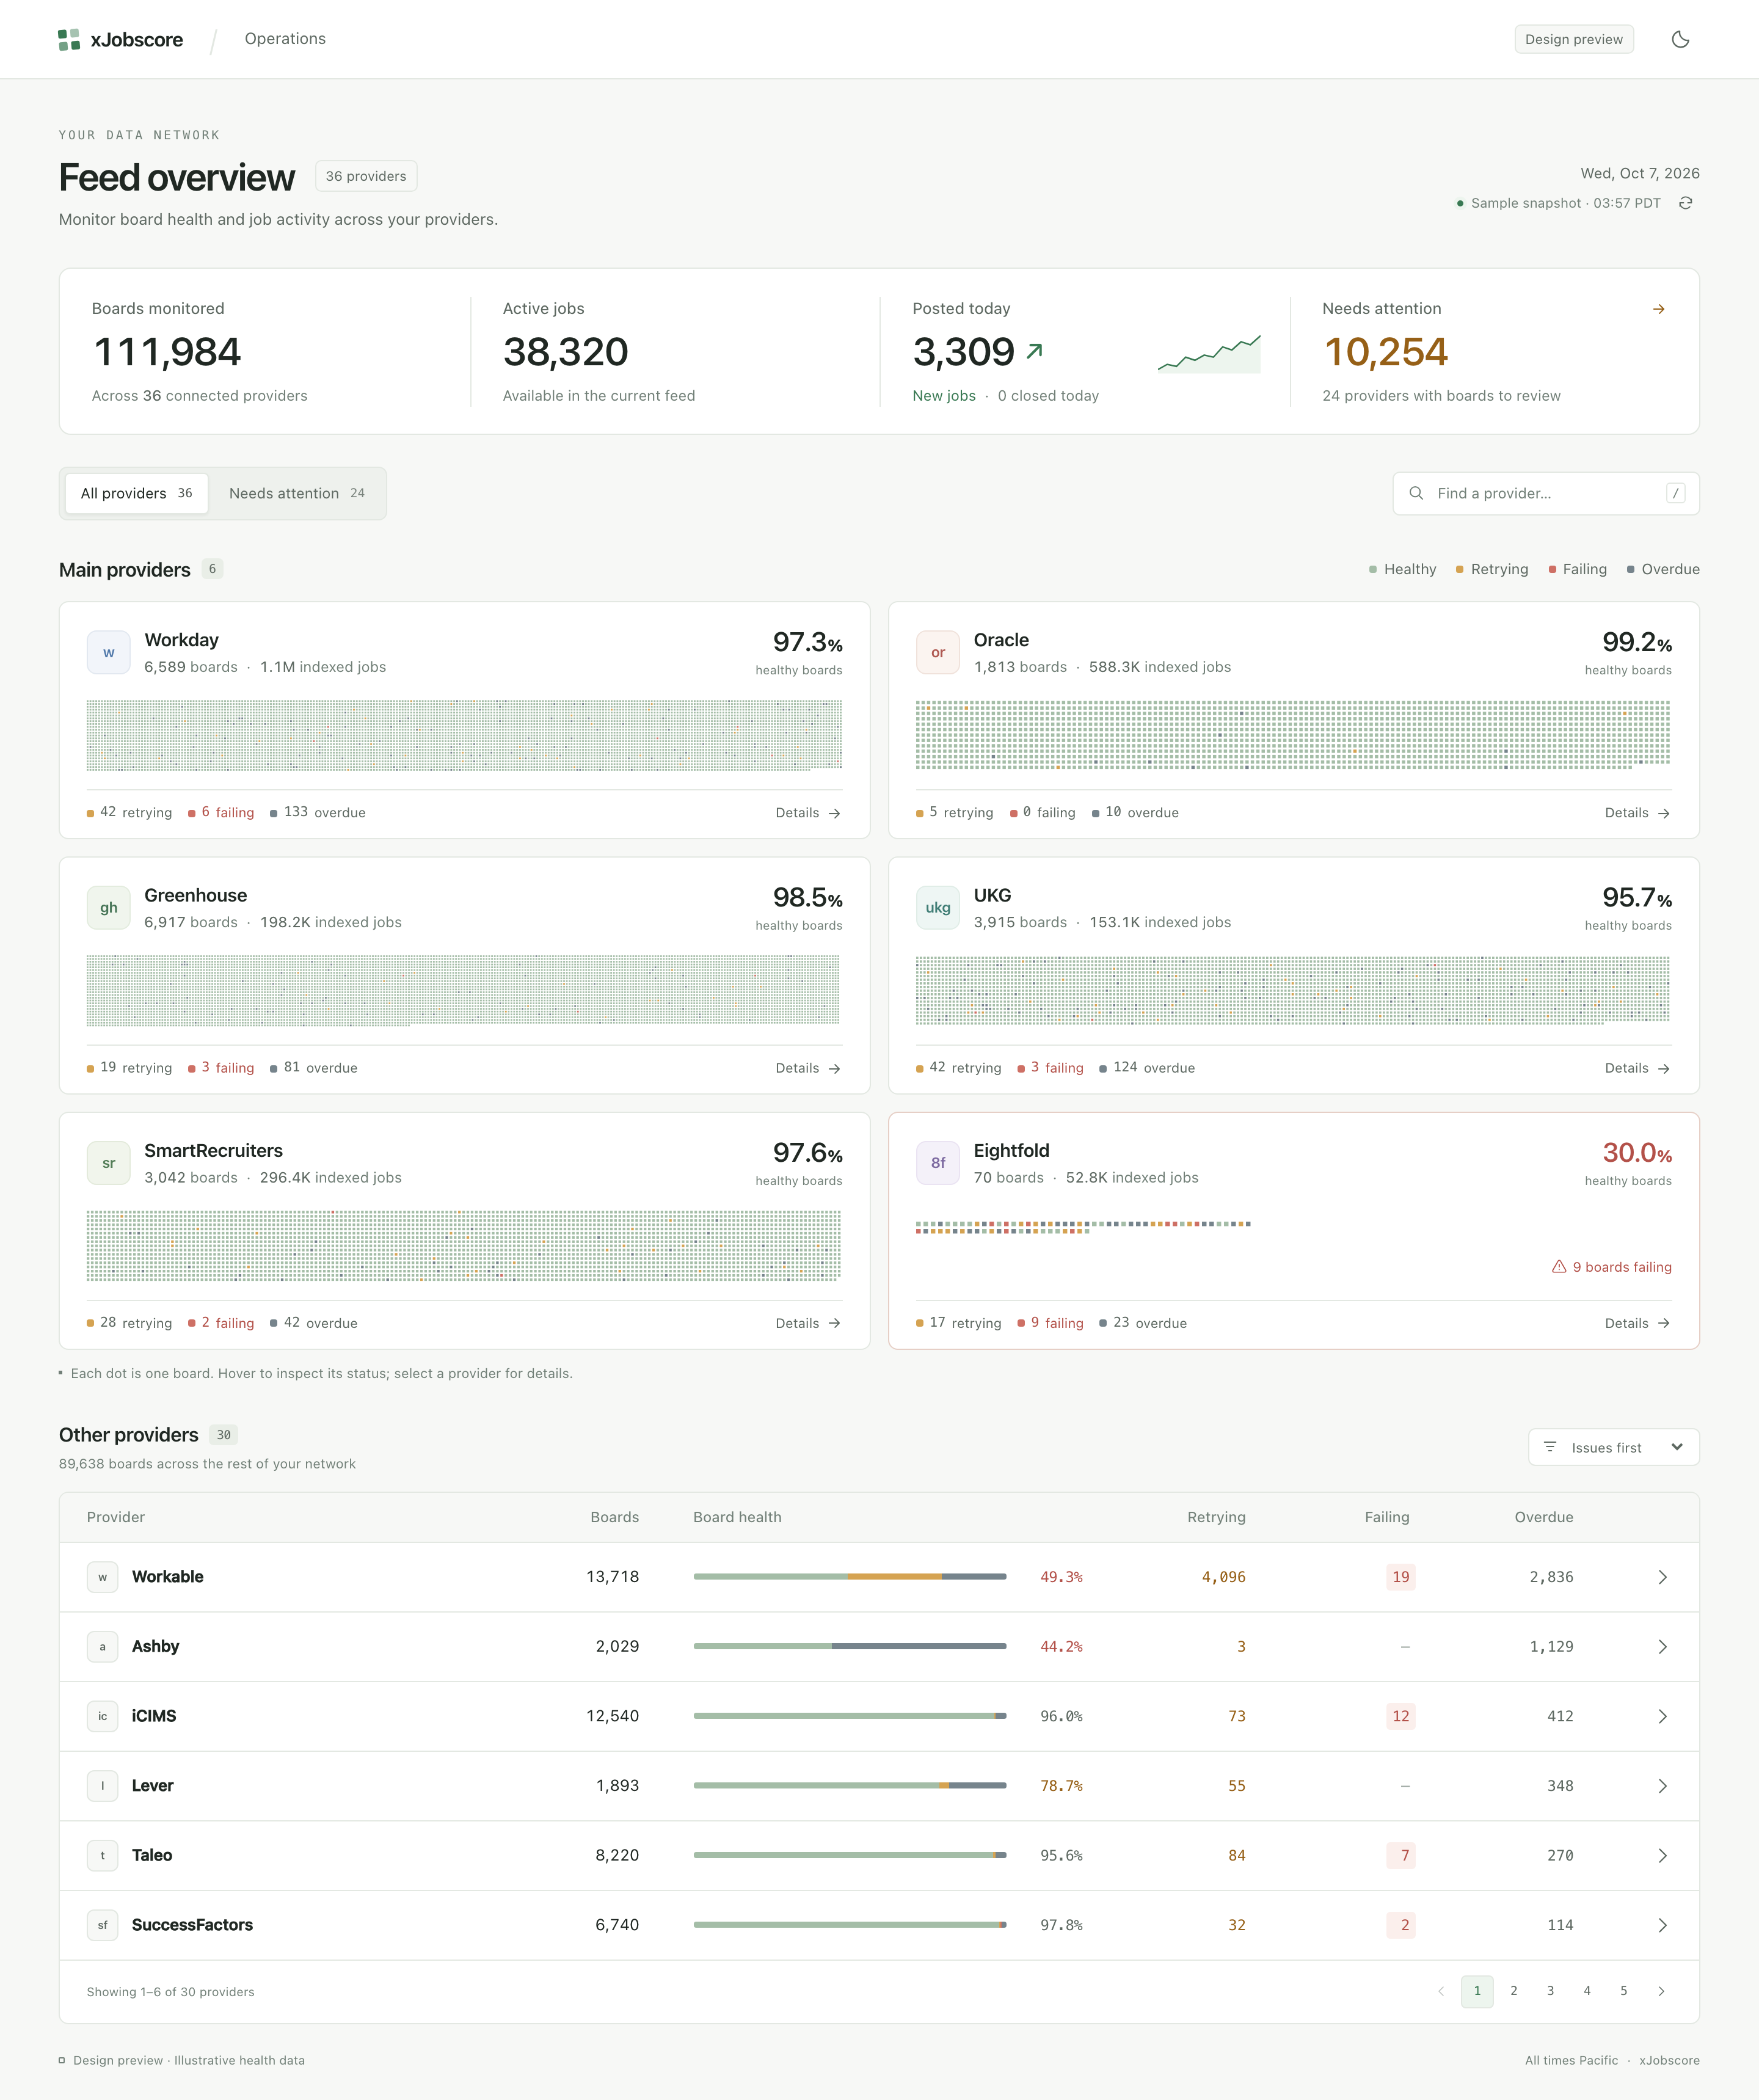 xJobscore / Operations
Design preview
YOUR DATA NETWORK
Feed overview 36 providers
Monitor board health and job activity across your providers.
Wed, Oct 7, 2026
Sample snapshot · 03:57 PDT
Boards monitored
111,984
Across 36 connected providers
Active jobs
38,320
Available in the current feed
Posted today
3,309
New jobs · 0 closed today
Needs attention
10,254
24 providers with boards to review
All providers 36
Needs attention 24
Find a provider... /
Main providers 6
Healthy Retrying Failing Overdue
w
Workday
6,589 boards · 1.1M indexed jobs
97.3%
healthy boards
42 retrying 6 failing 133 overdue
Details
or
Oracle
1,813 boards · 588.3K indexed jobs
99.2%
healthy boards
5 retrying 0 failing 10 overdue
Details
gh
Greenhouse
6,917 boards · 198.2K indexed jobs
98.5%
healthy boards
19 retrying 3 failing 81 overdue
Details
ukg
UKG
3,915 boards · 153.1K indexed jobs
95.7%
healthy boards
42 retrying 3 failing 124 overdue
Details
sr
SmartRecruiters
3,042 boards · 296.4K indexed jobs
97.6%
healthy boards
28 retrying 2 failing 42 overdue
Details
8f
Eightfold
70 boards · 52.8K indexed jobs
30.0%
healthy boards
9 boards failing
17 retrying 9 failing 23 overdue
Details
Each dot is one board. Hover to inspect its status; select a provider for details.
Other providers 30
89,638 boards across the rest of your network
Issues first
Provider Boards Board health Retrying Failing Overdue
w Workable 13,718 49.3% 4,096 19 2,836
a Ashby 2,029 44.2% 3 – 1,129
ic iCIMS 12,540 96.0% 73 12 412
l Lever 1,893 78.7% 55 – 348
t Taleo 8,220 95.6% 84 7 270
sf SuccessFactors 6,740 97.8% 32 2 114
Showing 1–6 of 30 providers
1 2 3 4 5
Design preview · Illustrative health data
All times Pacific · xJobscore